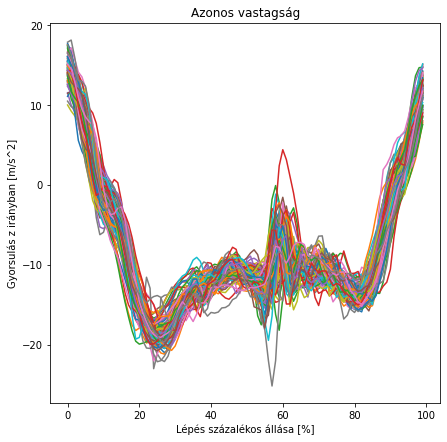 Azonos vastagság
Gyorsulás z irányban [m/s^2]
20
10
0
−10
−20
0 20 40 60 80 100
Lépés százalékos állása [%]